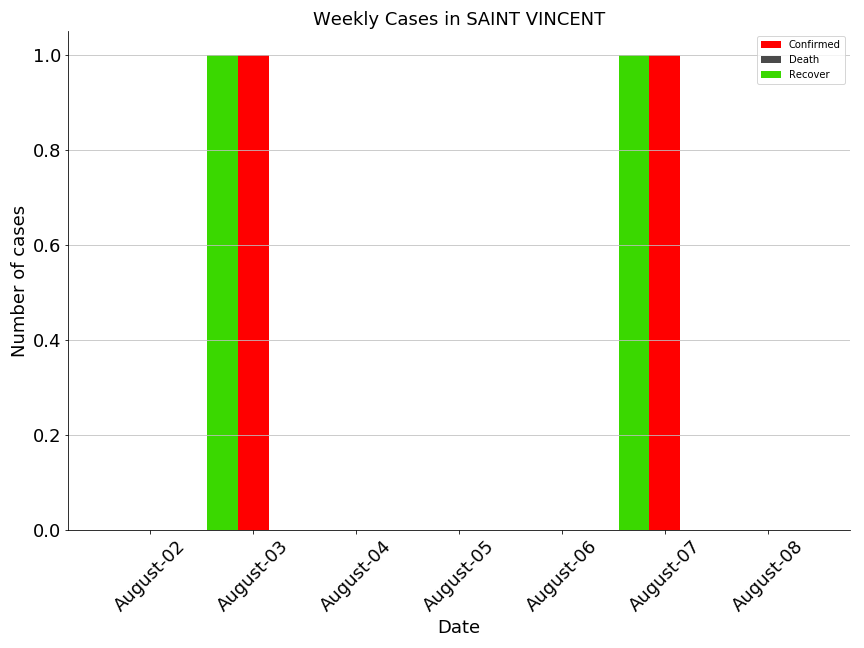 Weekly Cases in SAINT VINCENT
Confirmed
Death
Recover
Number of cases
1.0
0.8
0.6
0.4
0.2
0.0
August-02
August-03
August-04
August-05
August-06
August-07
August-08
Date